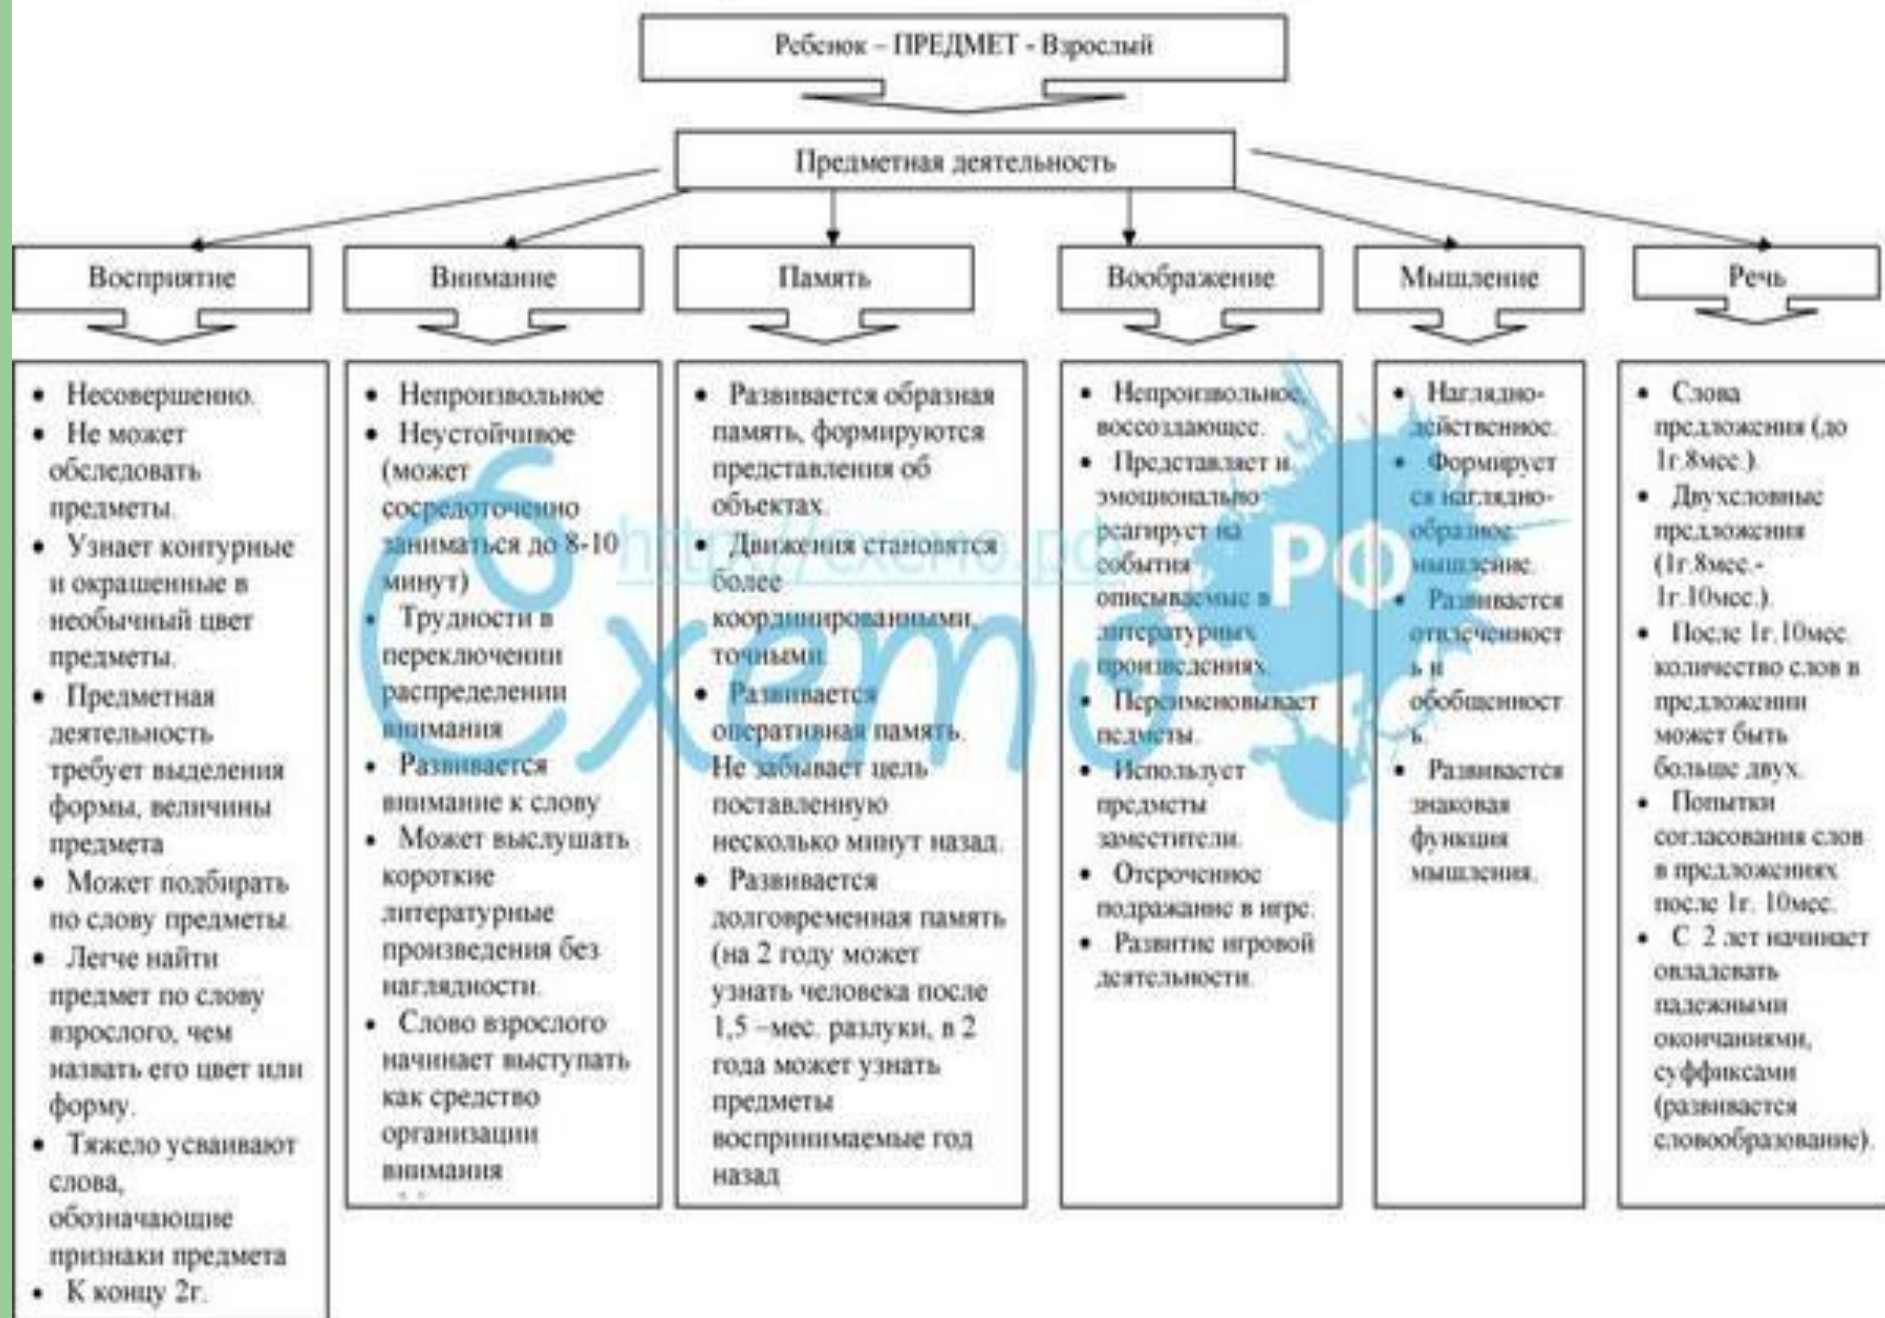 Ребенок – ПРЕДМЕТ - Взрослый
Предметная деятельность
Восприятие
Внимание
Память
Воображение
Мышление
Речь
• Несовершенно.
• Не может
обследовать
предметы.
• Узнает контурные
и окрашенные в
необычный цвет
предметы.
• Предметная
деятельность
требует выделения
формы, величины
предмета
• Может подбирать
по слову предметы.
• Легче найти
предмет по слову
взрослого, чем
назвать его цвет или
форму.
• Тяжело усваивают
слова,
обозначающие
признаки предмета
• К концу 2г.
• Непроизвольное
• Неустойчивое
(может
сосредоточенно
заниматься до 8-10
минут)
• Трудности в
переключении
распределении
внимания
• Развивается
внимание к слову
• Может выслушать
короткие
литературные
произведения без
наглядности.
• Слово взрослого
начинает выступать
как средство
организации
внимания
• Развивается образная
память, формируются
представления об
объектах.
• Движения становятся
более
координированными,
точными.
• Развивается
оперативная память.
Не забывает цель
поставленную
несколько минут назад.
• Развивается
долговременная память
(на 2 году может
узнать человека после
1,5 –мес. разлуки, в 2
года может узнать
предметы
воспринимаемые год
назад
• Непроизвольное,
воссоздающее.
• Представляет и
эмоционально
реагирует на
события
описываемые в
литературных
произведениях.
• Переименовывает
педметы.
• Использует
предметы
заместители.
• Отсроченное
подражание в игре.
• Развитие игровой
деятельности.
• Наглядно-
действенное.
• Формирует
ся наглядно-
образное
мышление.
• Развивается
отвлеченност
ь и
обобщенност
ь.
• Развивается
знаковая
функция
мышления.
• Слова
предложения (до
1г.8мес.).
• Двухсловные
предложения
(1г.8мес.-
1г.10мес.).
• После 1г.10мес.
количество слов в
предложении
может быть
больше двух.
• Попытки
согласования слов
в предложениях
после 1г. 10мес.
• С 2 лет начинает
овладевать
падежными
окончаниями,
суффиксами
(развивается
словообразование).
http://схемо.рф
Схемо
РФ